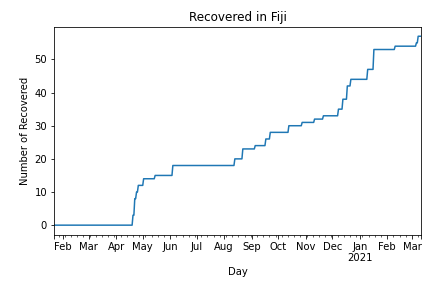 Recovered in Fiji
Number of Recovered
50
40
30
20
10
0
Feb Mar Apr May Jun Jul Aug Sep Oct Nov Dec Jan Feb Mar
2021
Day